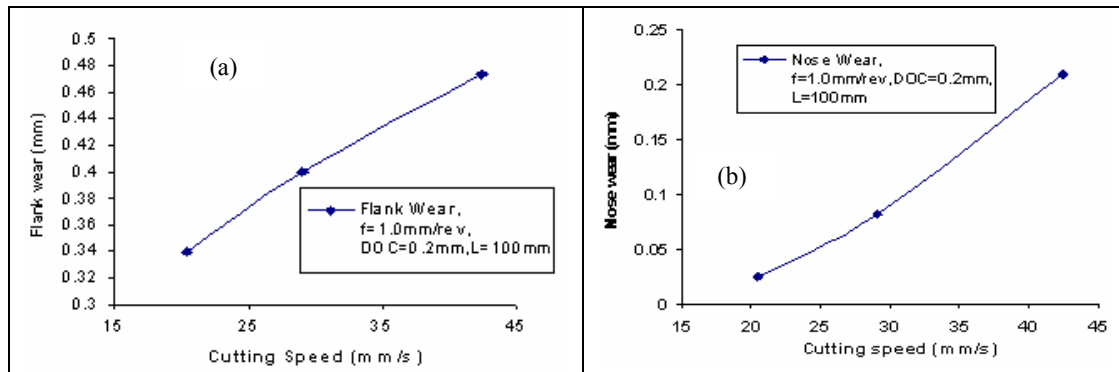 (a)
Flank wear (mm)
0.5
0.48
0.46
0.44
0.42
0.4
0.38
0.36
0.34
0.32
0.3
Flank Wear,
f=1.0mm/rev,
DOC=0.2mm,L=100mm
15
25
35
45
Cutting Speed (mm/s)
(b)
Nose wear (mm)
0.25
0.2
0.15
0.1
0.05
0
Nose Wear,
f=1.0mm/rev,DOC=0.2mm,
L=100mm
15
20
25
30
35
40
45
Cutting speed (mm/s)